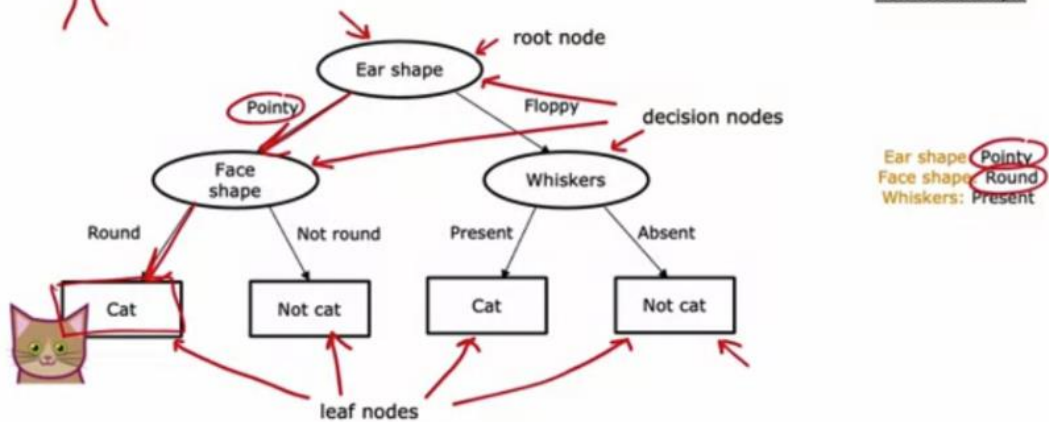 root node
Ear shape
Pointy
Floppy
decision nodes
Face
shape
Whiskers
Ear shape: Pointy
Face shape: Round
Whiskers: Present
Round
Not round
Present
Absent
Cat
Not cat
Cat
Not cat
leaf nodes